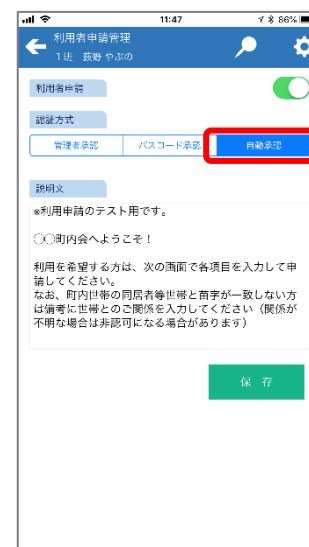 11:47
86%
利用者申請管理
1班 薮野 やぶの
利用者申請
認証方式
管理者承認 パスコード承認 自動承認
説明文
※利用申請のテスト用です。
○○町内会へようこそ！
利用を希望する方は、次の画面で各項目を入力して申
請してください。
なお、町内世帯の同居者等世帯と苗字が一致しない方
は備考に世帯とのご関係を入力してください（関係が
不明な場合は非認可になる場合があります）
保 存